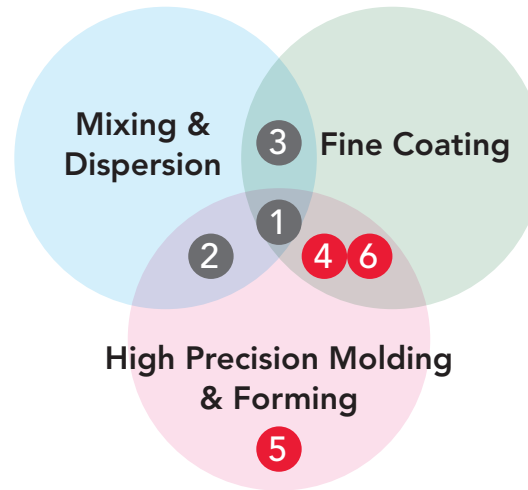 Mixing &
Dispersion
3
Fine Coating
1
2
4
6
High Precision Molding
& Forming
5